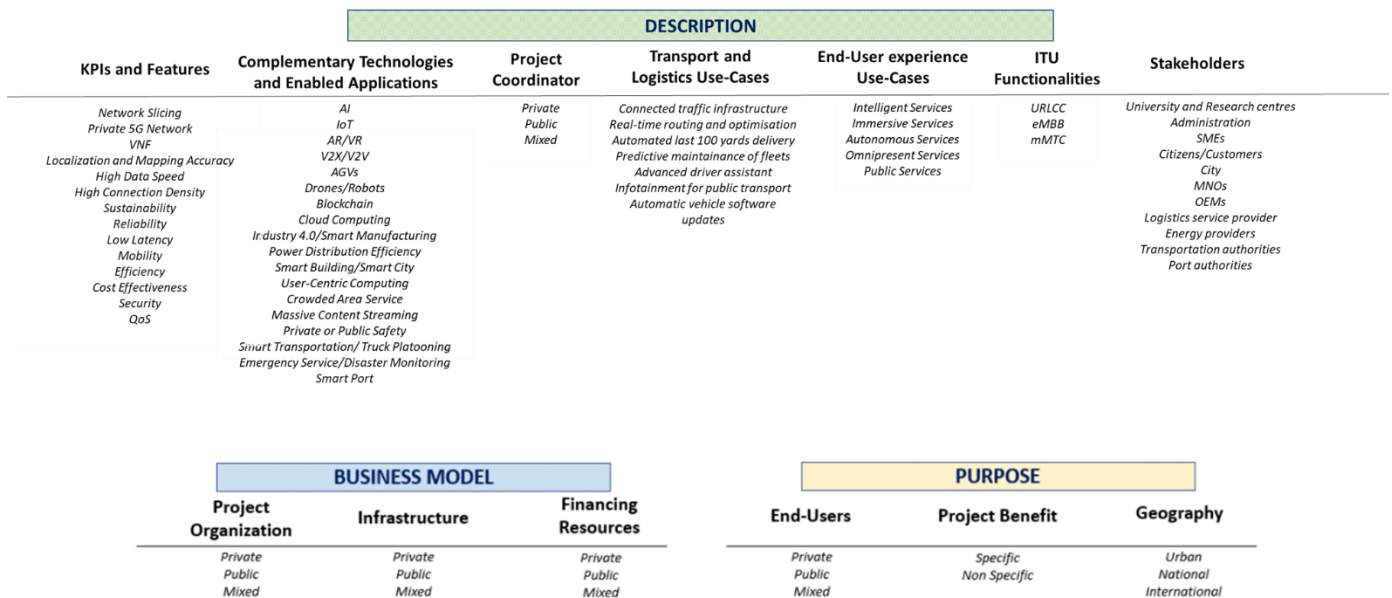 DESCRIPTION
KPIs and Features
Network Slicing
Private 5G Network
VNF
Localization and Mapping Accuracy
High Data Speed
High Connection Density
Sustainability
Reliability
Low Latency
Mobility
Efficiency
Cost Effectiveness
Security
QoS
Complementary Technologies
and Enabled Applications
AI
IoT
AR/VR
V2X/V2V
AGVs
Drones/Robots
Blockchain
Cloud Computing
Industry 4.0/Smart Manufacturing
Power Distribution Efficiency
Smart Building/Smart City
User-Centric Computing
Crowded Area Service
Massive Content Streaming
Private or Public Safety
Smart Transportation/ Truck Platooning
Emergency Service/Disaster Monitoring
Smart Port
Project
Coordinator
Private
Public
Mixed
Transport and
Logistics Use-Cases
Connected traffic infrastructure
Real-time routing and optimisation
Automated last 100 yards delivery
Predictive maintainance of fleets
Advanced driver assistant
Infotainment for public transport
Automatic vehicle software
updates
End-User experience
Use-Cases
Intelligent Services
Immersive Services
Autonomous Services
Omnipresent Services
Public Services
ITU
Functionalities
URLCC
eMBB
mMTC
Stakeholders
University and Research centres
Administration
SMEs
Citizens/Customers
City
MNOs
OEMs
Logistics service provider
Energy providers
Transportation authorities
Port authorities
BUSINESS MODEL
Project
Organization
Private
Public
Mixed
Infrastructure
Private
Public
Mixed
Financing
Resources
Private
Public
Mixed
PURPOSE
End-Users
Private
Public
Mixed
Project Benefit
Specific
Non Specific
Geography
Urban
National
International